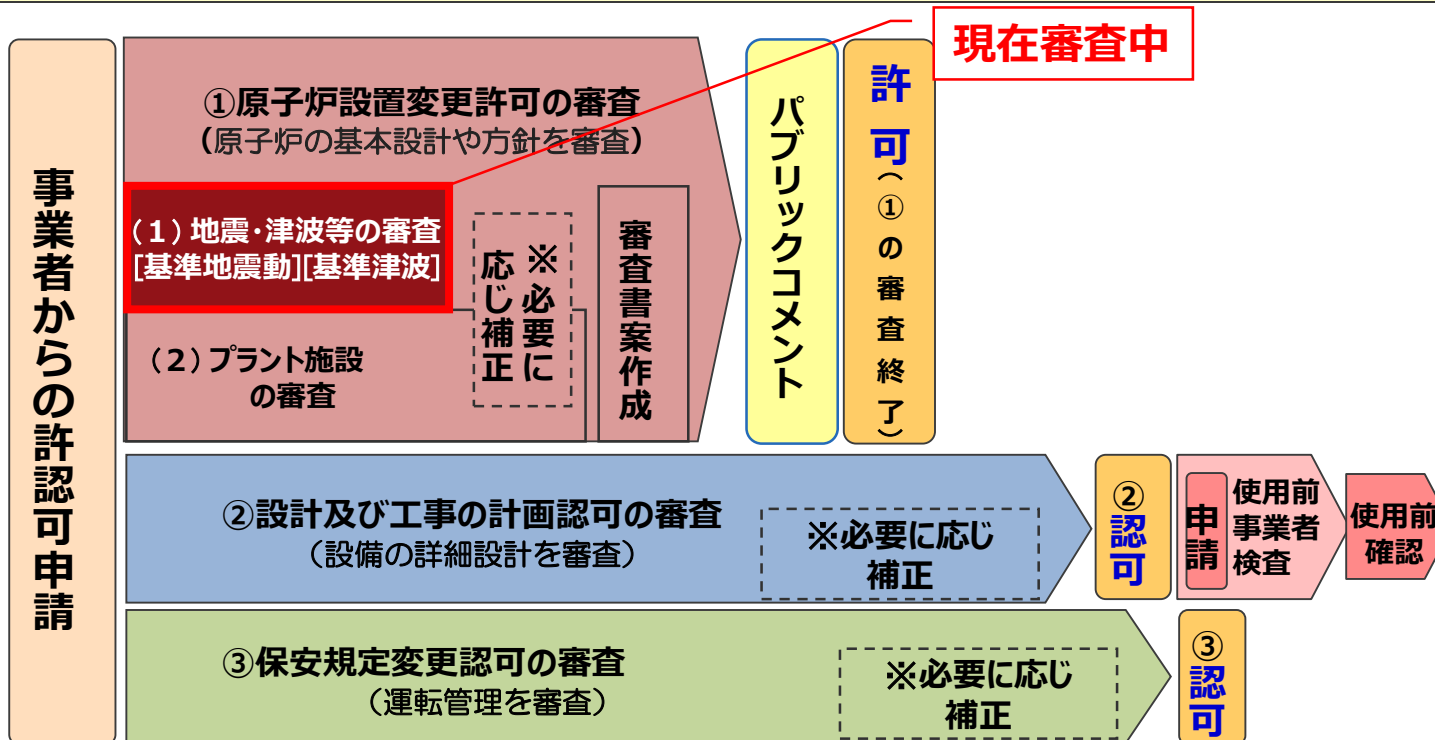 現在審査中
事業者からの許認可申請
①原子炉設置変更許可の審査
（原子炉の基本設計や方針を審査）
（１）地震・津波等の審査
[基準地震動][基準津波]
（２）プラント施設
の審査
※必要に
応じ補正
審査書案作成
パブリックコメント
許可（①の審査終了）
②設計及び工事の計画認可の審査
（設備の詳細設計を審査）
※必要に応じ
補正
②
認可
申請
使用前
事業者
検査
使用前
確認
③保安規定変更認可の審査
（運転管理を審査）
※必要に応じ
補正
③
認可